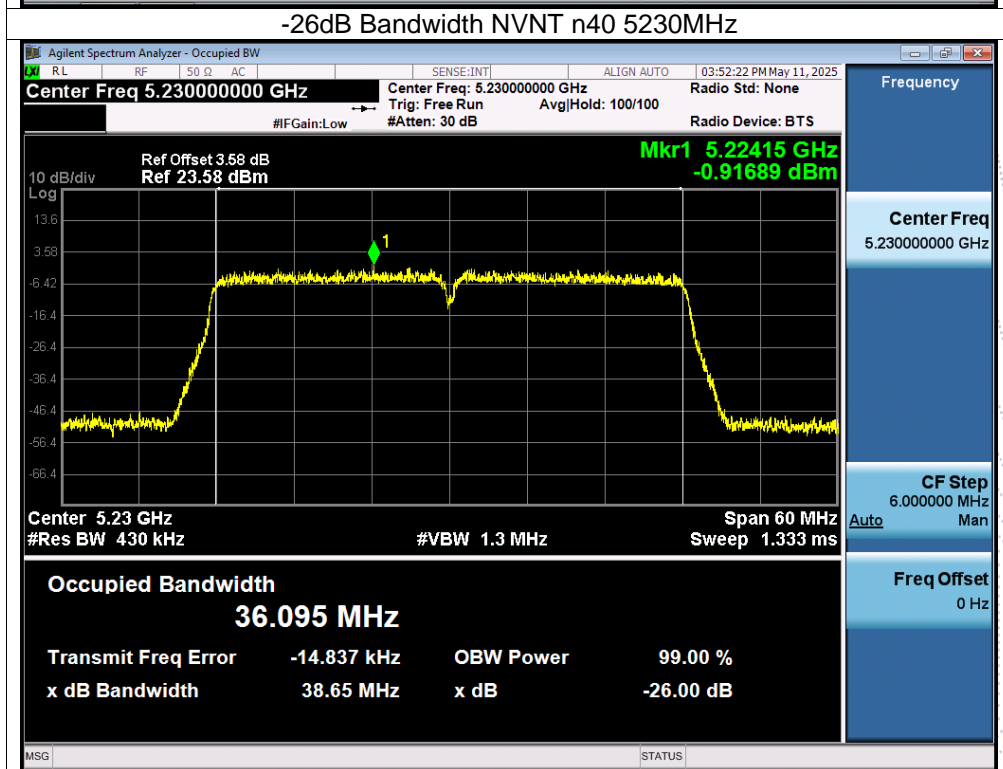 -26dB Bandwidth NVNT n40 5230MHz
Agilent Spectrum Analyzer - Occupied BW
LXI RL RF 50 Ω AC SENSE:INT ALIGN AUTO 03:52:22 PM May 11, 2025
Center Freq 5.230000000 GHz
Center Freq: 5.230000000 GHz Radio Std: None
Trig: Free Run Avg|Hold: 100/100
#IFGain:Low #Atten: 30 dB Radio Device: BTS
Frequency
Ref Offset 3.58 dB
10 dB/div Ref 23.58 dBm
Mkr1 5.22415 GHz
-0.91689 dBm
Log
13.6
3.58
-6.42
-16.4
-26.4
-36.4
-46.4
-56.4
-66.4
1
Center 5.23 GHz Span 60 MHz
#Res BW 430 kHz #VBW 1.3 MHz Sweep 1.333 ms
Center Freq
5.230000000 GHz
CF Step
6.000000 MHz
Auto Man
Freq Offset
0 Hz
Occupied Bandwidth
36.095 MHz
Transmit Freq Error -14.837 kHz OBW Power 99.00 %
x dB Bandwidth 38.65 MHz x dB -26.00 dB
MSG STATUS